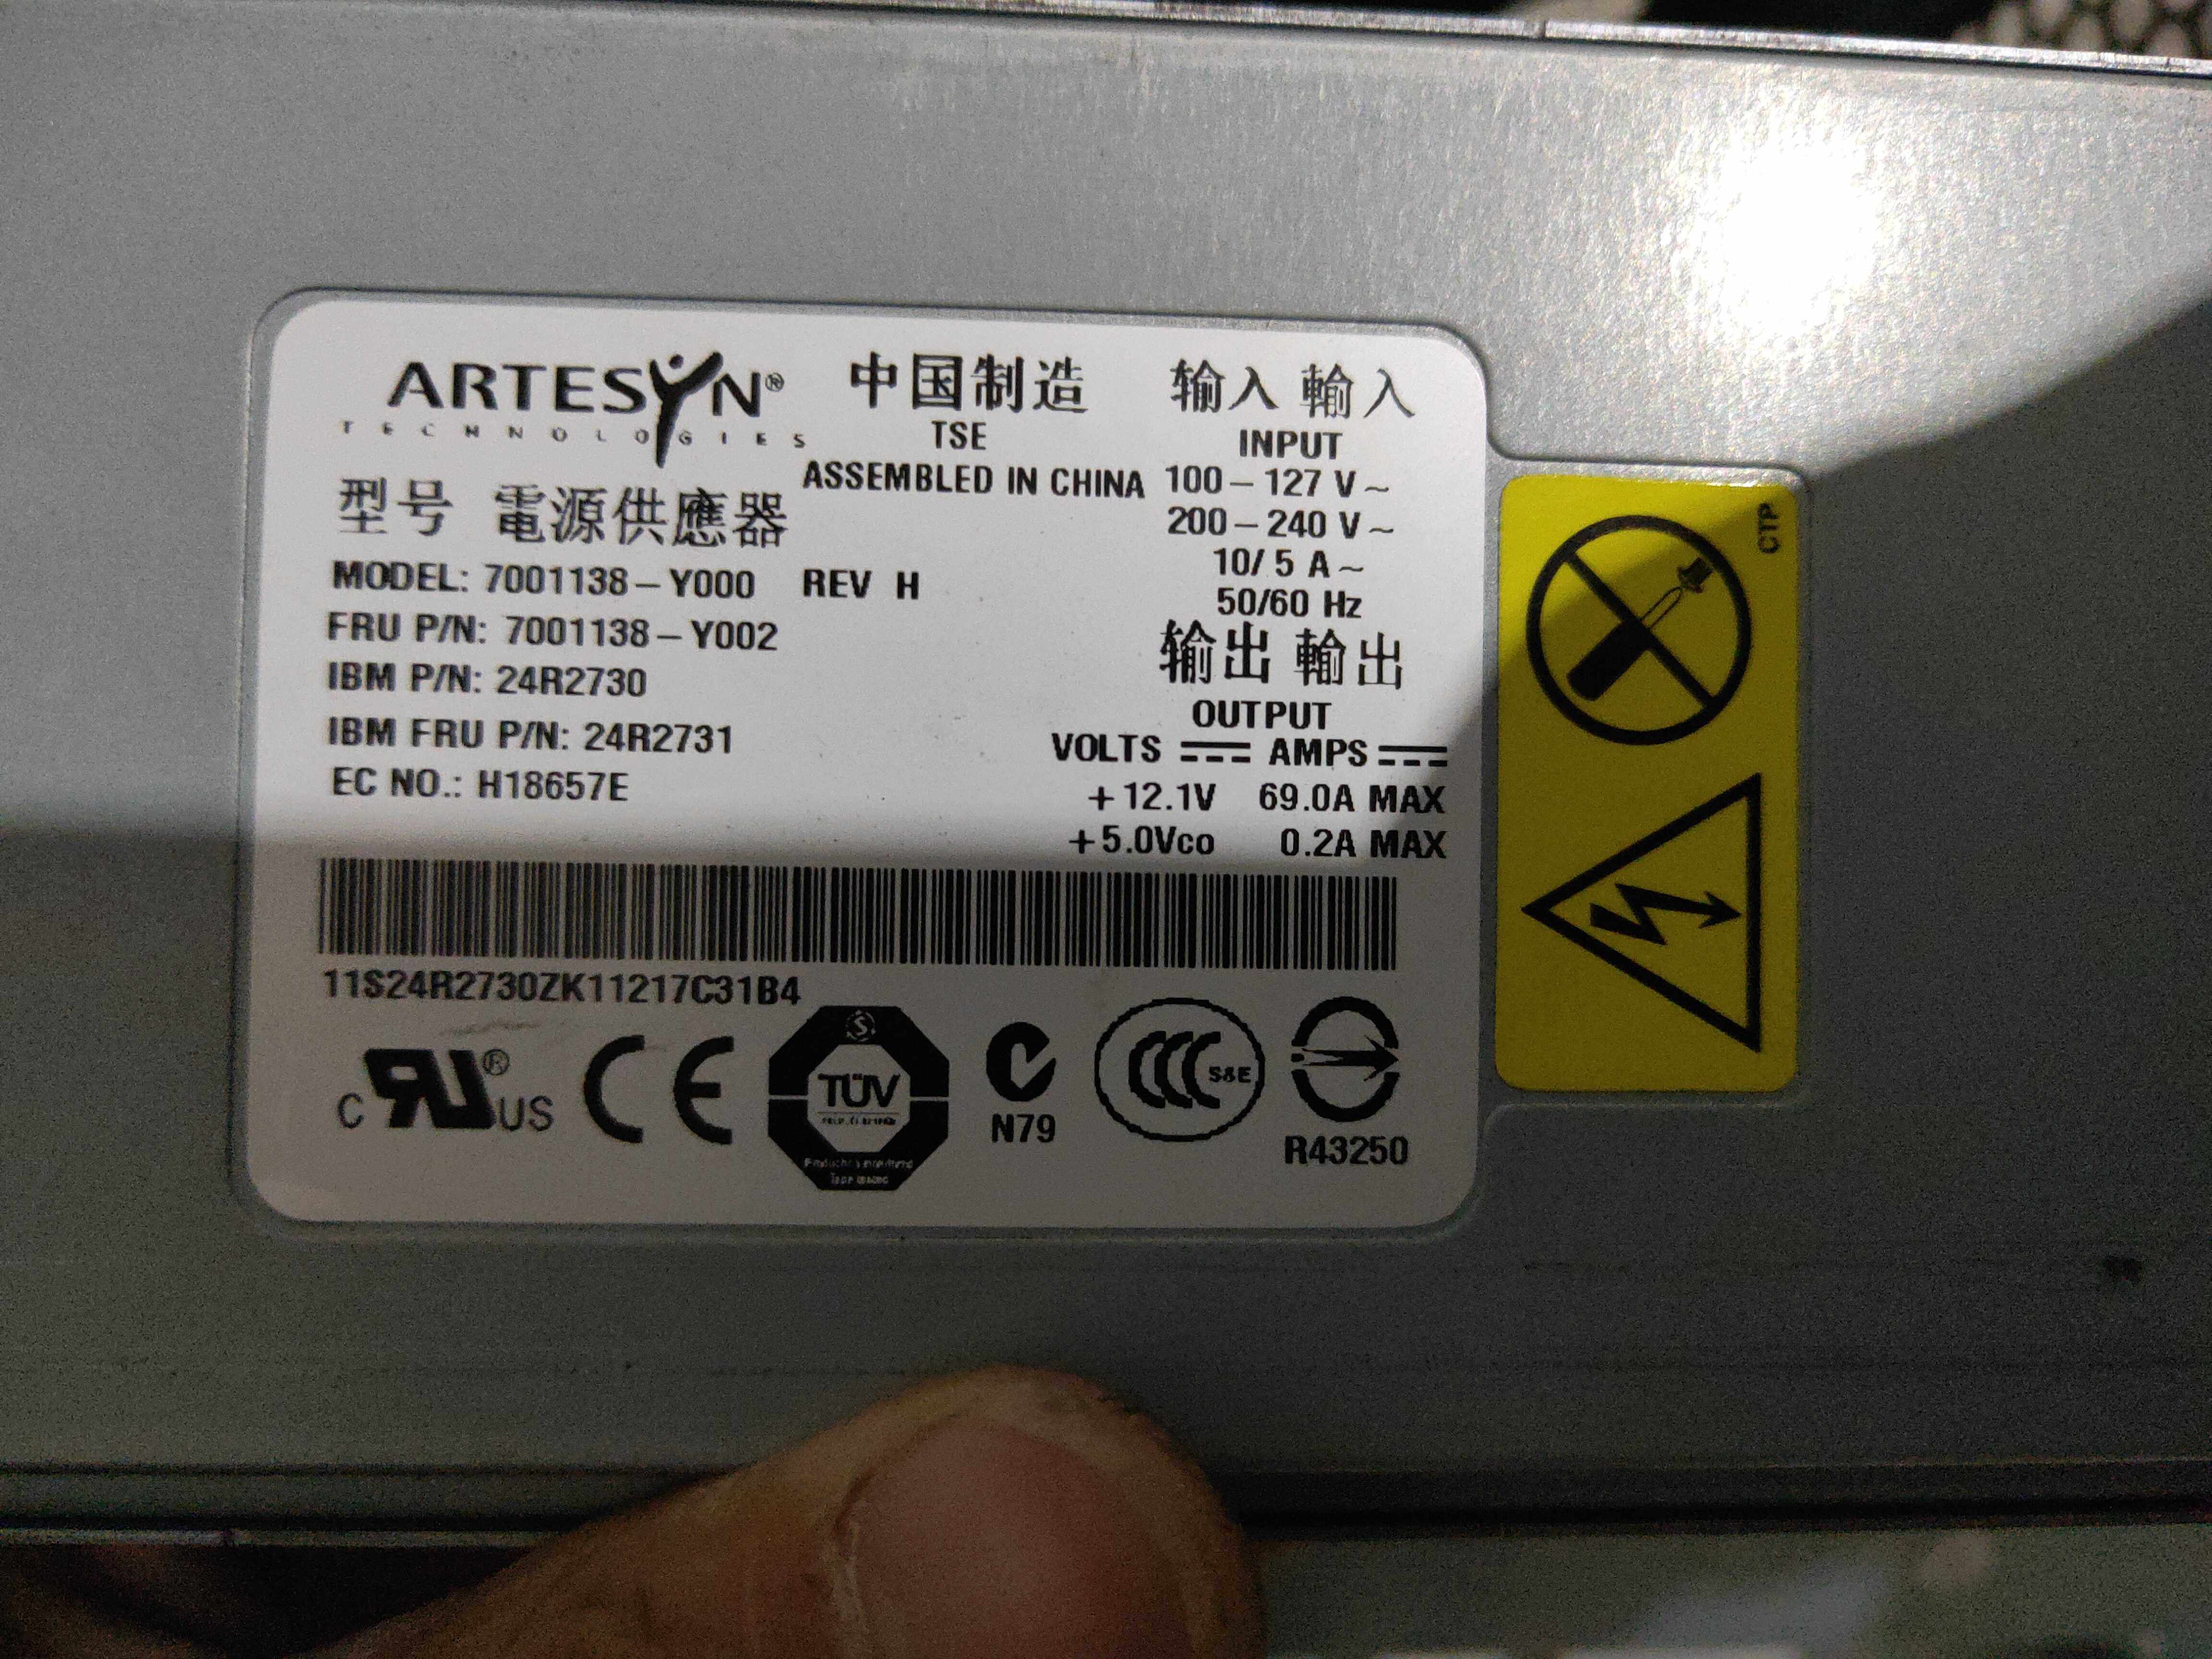 ARTESYN®
TECHNOLOGIES
中国制造
TSE
ASSEMBLED IN CHINA
型号 電源供應器
MODEL: 7001138-Y000 REV H
FRU P/N: 7001138-Y002
IBM P/N: 24R2730
IBM FRU P/N: 24R2731
EC NO.: H18657E
输入 輸入
INPUT
100-127 V~
200-240 V~
10/ 5 A~
50/60 Hz
输出 輸出
OUTPUT
VOLTS AMPS
+12.1V 69.0A MAX
+5.0Vco 0.2A MAX
11S24R2730ZK11217C31B4
C RU® US
CE
S
TÜV
N79
CCC S&E
R43250
CTP